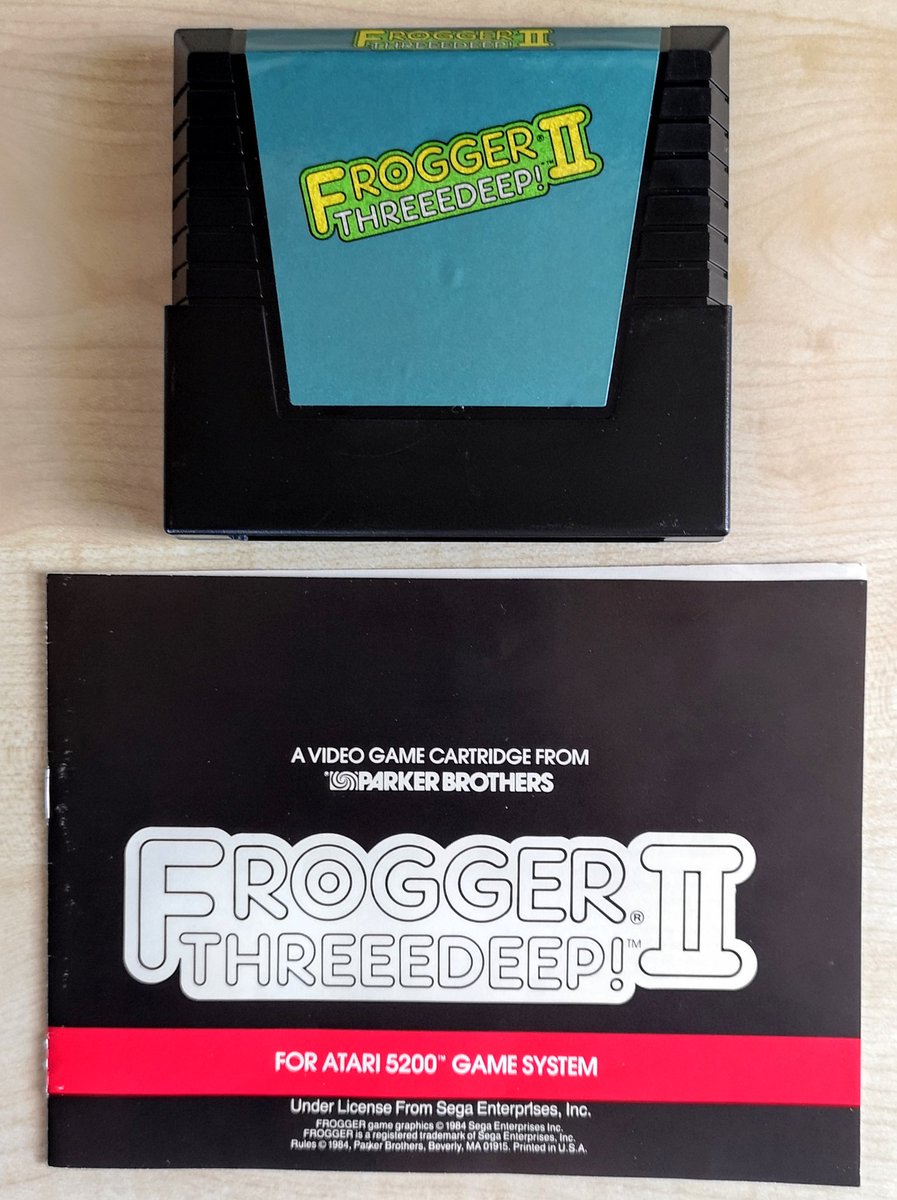 FROGGER® II
THREEEDEEP!™
FROGGER® II
THREEEDEEP!™
A VIDEO GAME CARTRIDGE FROM
PARKER BROTHERS
FROGGER® II
THREEEDEEP!™
FOR ATARI 5200™ GAME SYSTEM
Under License From Sega Enterprises, Inc.
FROGGER game graphics © 1984 Sega Enterprises Inc.
FROGGER is a registered trademark of Sega Enterprises, Inc.
Rules © 1984, Parker Brothers, Beverly, MA 01915. Printed in U.S.A.